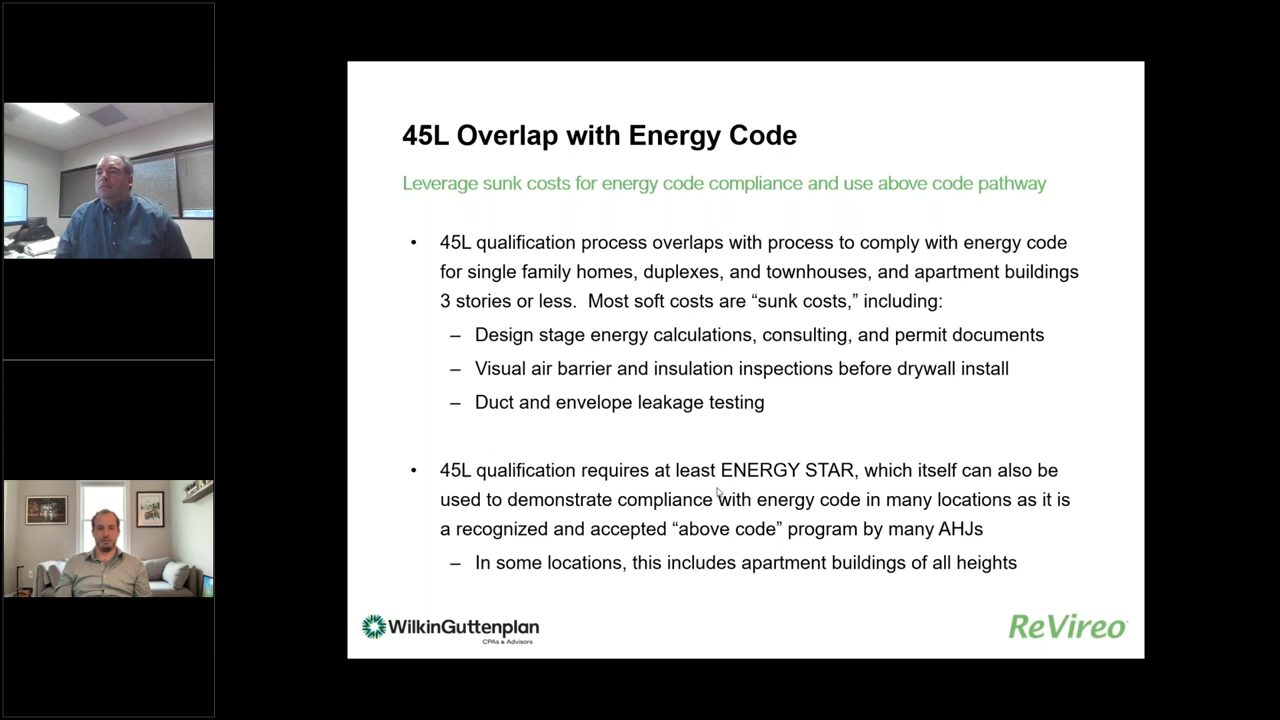 45L Overlap with Energy Code
Leverage sunk costs for energy code compliance and use above code pathway
• 45L qualification process overlaps with process to comply with energy code
for single family homes, duplexes, and townhouses, and apartment buildings
3 stories or less. Most soft costs are “sunk costs,” including:
– Design stage energy calculations, consulting, and permit documents
– Visual air barrier and insulation inspections before drywall install
– Duct and envelope leakage testing
• 45L qualification requires at least ENERGY STAR, which itself can also be
used to demonstrate compliance with energy code in many locations as it is
a recognized and accepted “above code” program by many AHJs
– In some locations, this includes apartment buildings of all heights
WilkinGuttenplan
CPAs & Advisors
ReVireo